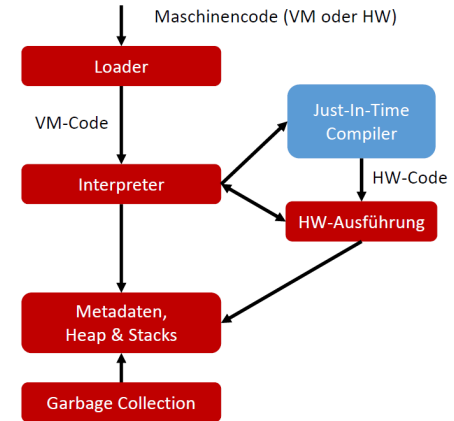 Maschinencode (VM oder HW)
Loader
VM-Code
Just-In-Time
Compiler
Interpreter
HW-Code
HW-Ausführung
Metadaten,
Heap & Stacks
Garbage Collection